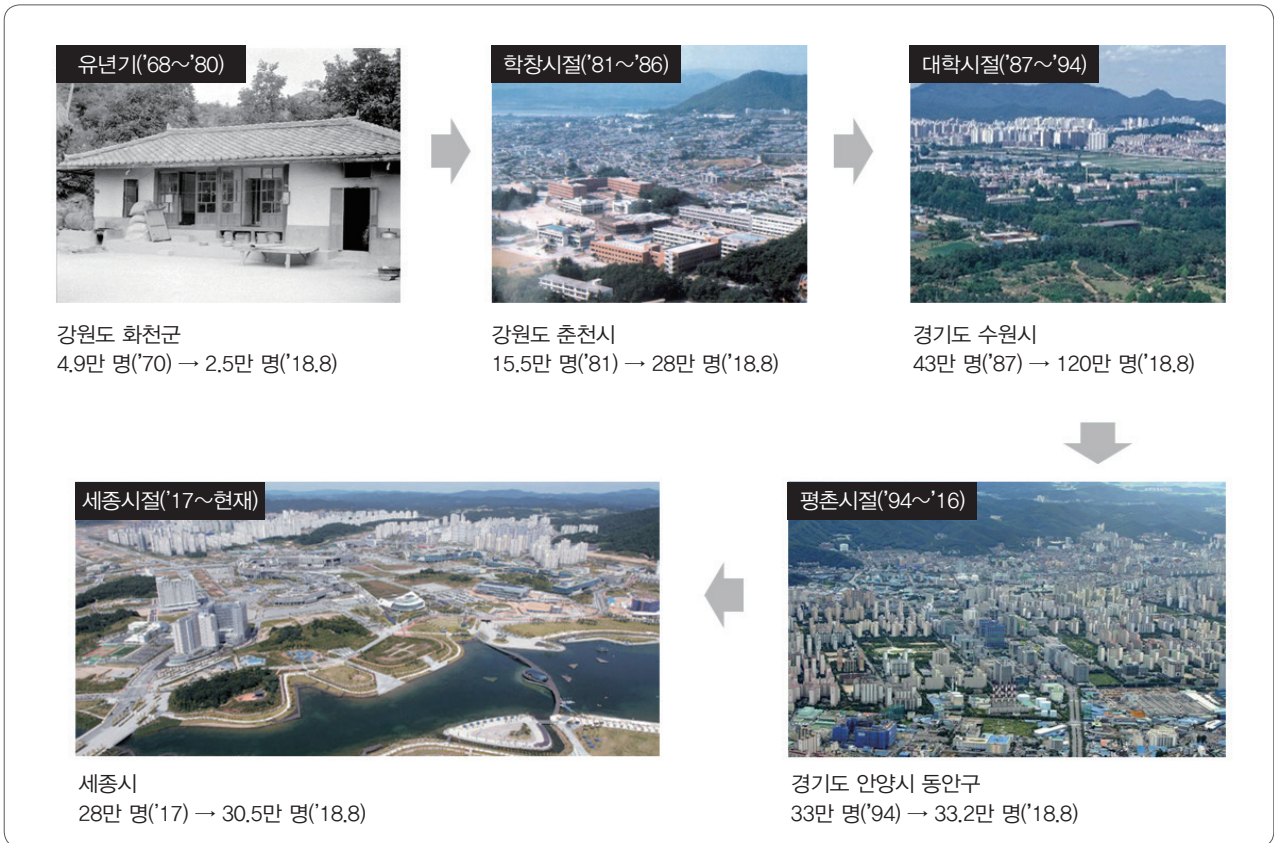 유년기('68～'80)
강원도 화천군
4.9만 명('70) → 2.5만 명('18.8)
학창시절('81～'86)
강원도 춘천시
15.5만 명('81) → 28만 명('18.8)
대학시절('87～'94)
경기도 수원시
43만 명('87) → 120만 명('18.8)
평촌시절('94～'16)
경기도 안양시 동안구
33만 명('94) → 33.2만 명('18.8)
세종시절('17～현재)
세종시
28만 명('17) → 30.5만 명('18.8)